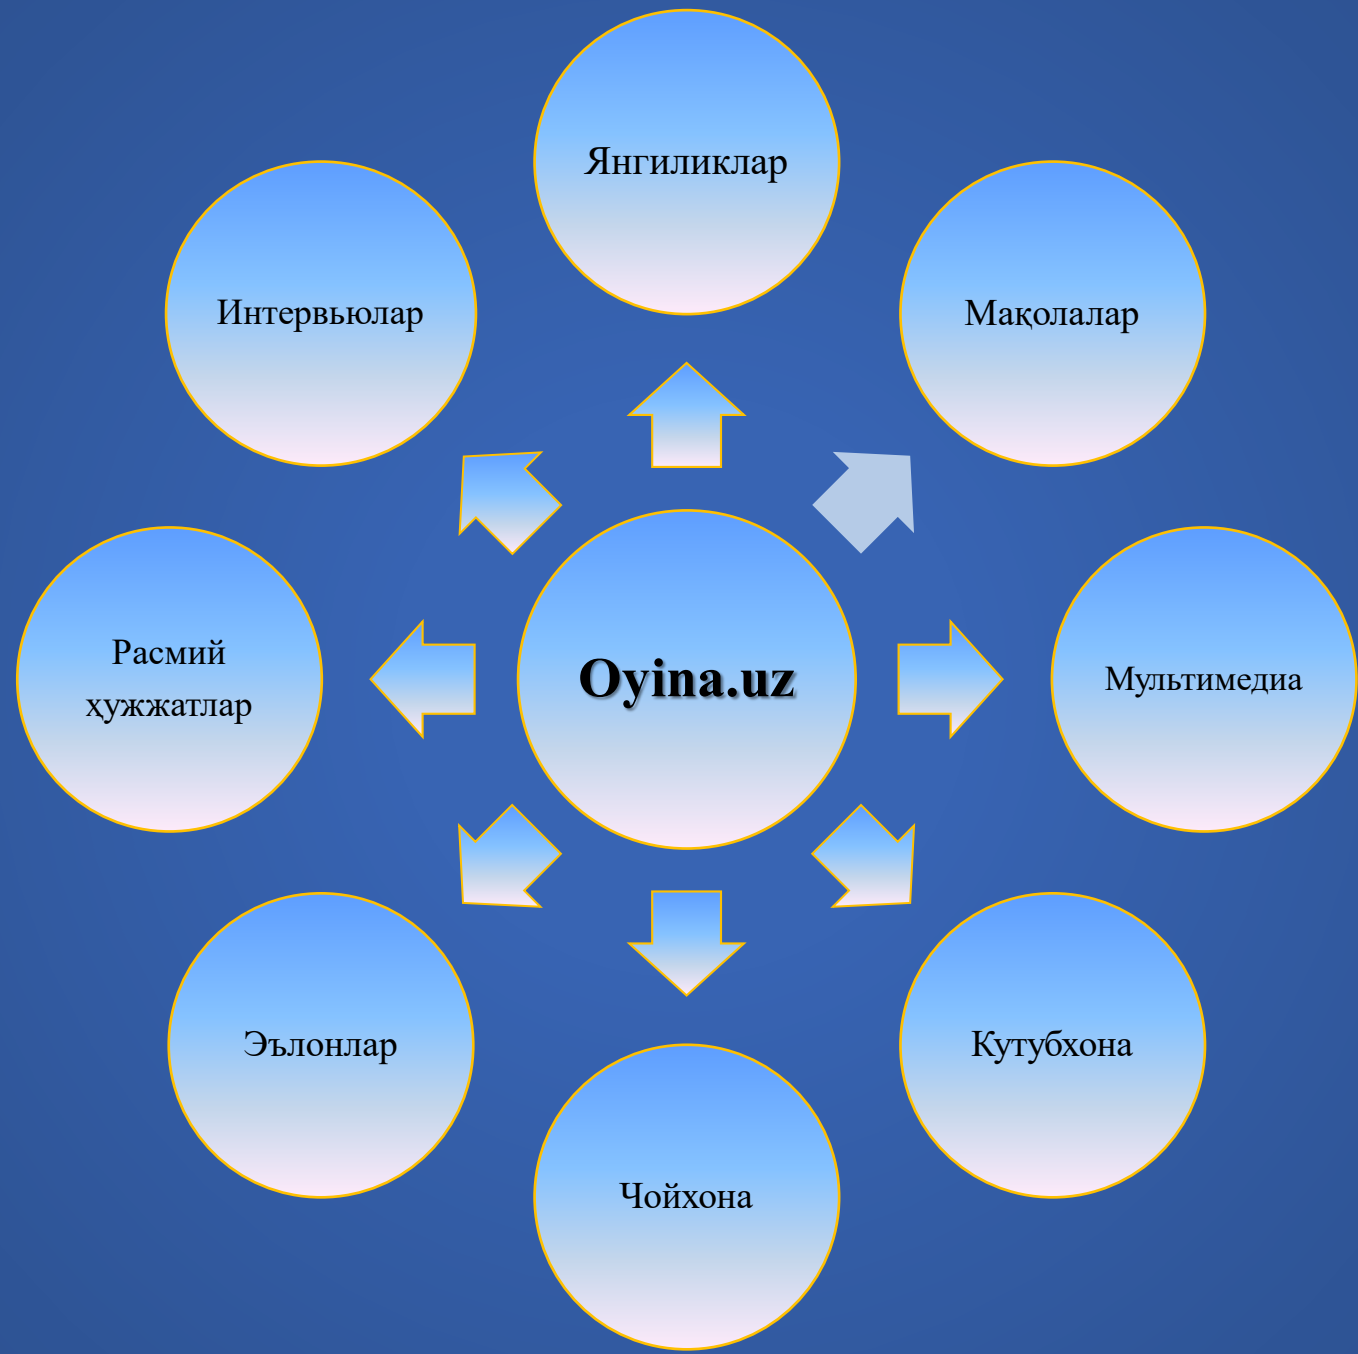 Янгиликлар
Интервьюлар
Мақолалар
Расмий
ҳужжатлар
Oyina.uz
Мультимедиа
Эълонлар
Кутубхона
Чойхона